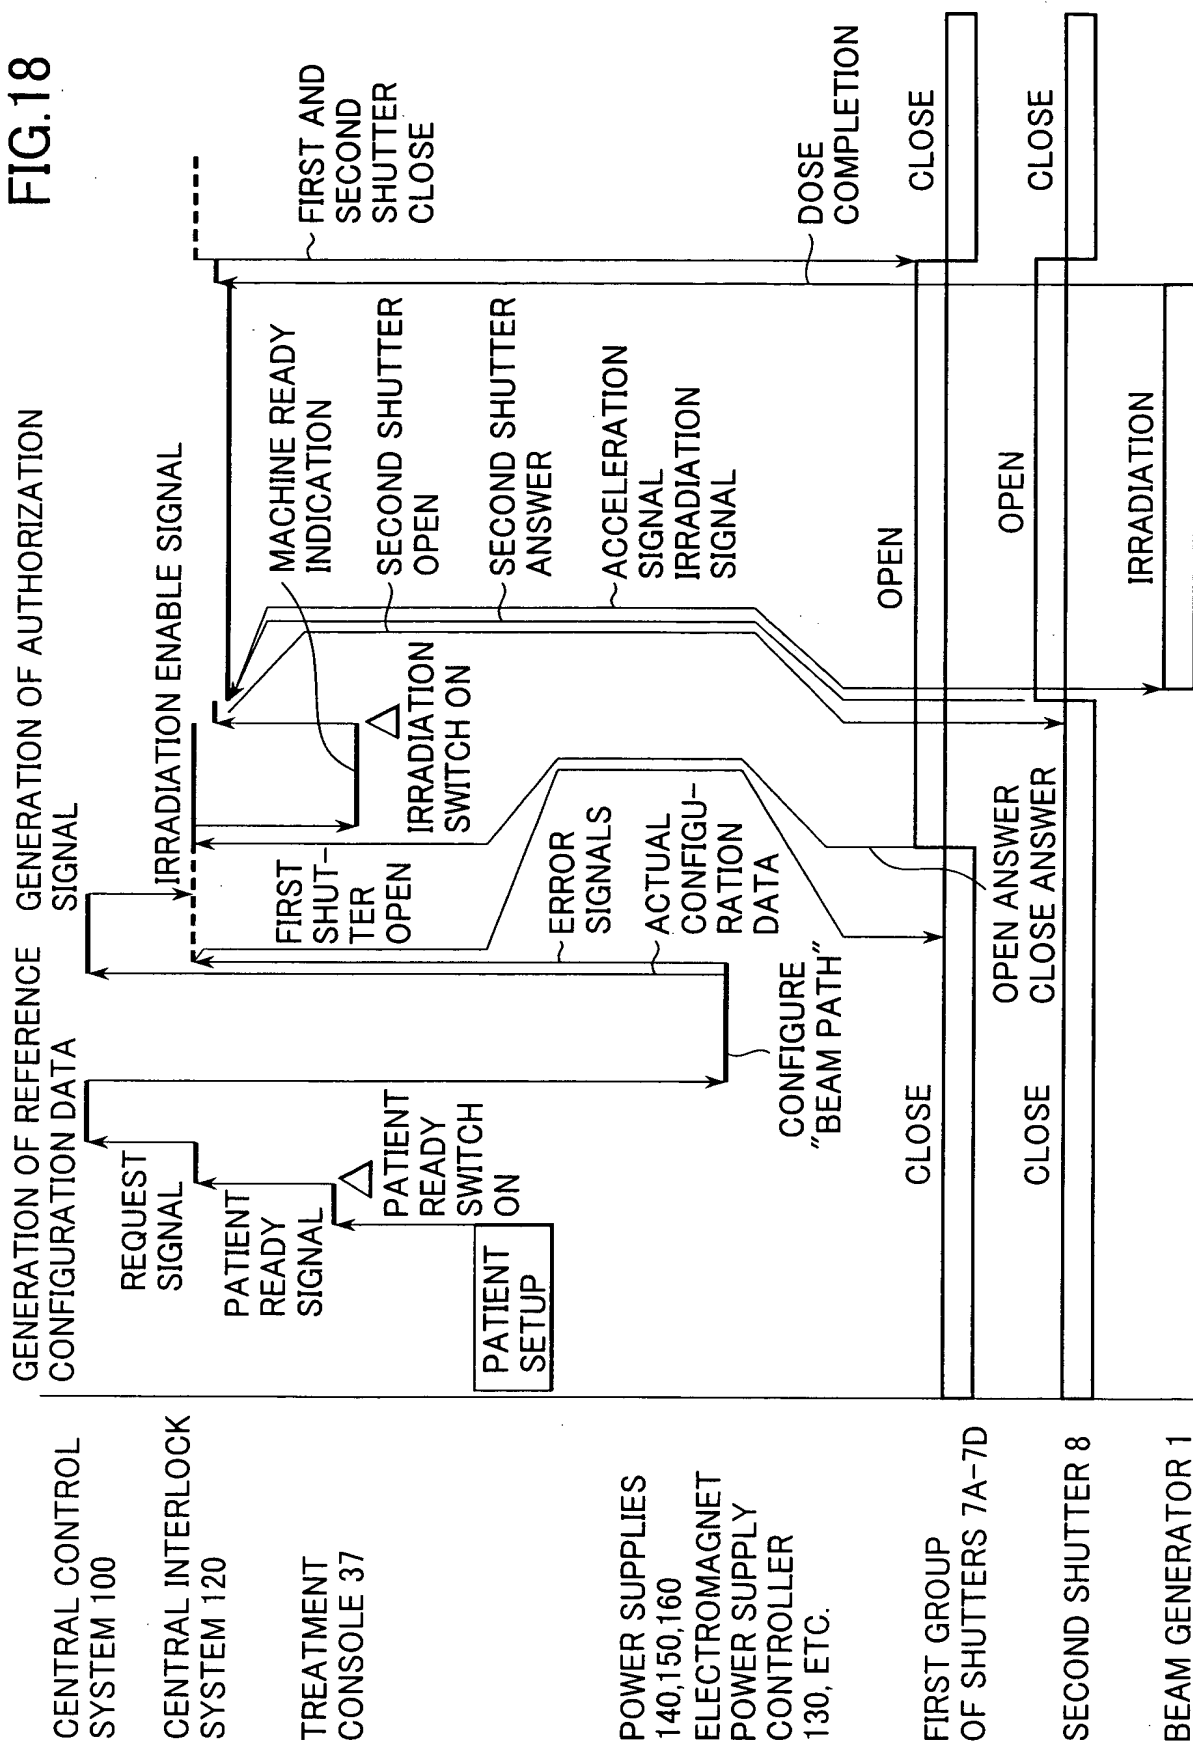 FIG.18
GENERATION OF REFERENCE
CONFIGURATION DATA
GENERATION OF AUTHORIZATION
SIGNAL
CENTRAL CONTROL
SYSTEM 100
REQUEST
SIGNAL
IRRADIATION ENABLE SIGNAL
CENTRAL INTERLOCK
SYSTEM 120
PATIENT
READY
SIGNAL
FIRST
SHUT-
TER
OPEN
MACHINE READY
INDICATION
FIRST AND
SECOND
SHUTTER
CLOSE
TREATMENT
CONSOLE 37
PATIENT
READY
SWITCH
ON
IRRADIATION
SWITCH ON
SECOND SHUTTER
OPEN
PATIENT
SETUP
ERROR
SIGNALS
SECOND SHUTTER
ANSWER
POWER SUPPLIES
140,150,160
ELECTROMAGNET
POWER SUPPLY
CONTROLLER
130, ETC.
ACTUAL
CONFIGU-
RATION
DATA
ACCELERATION
SIGNAL
IRRADIATION
SIGNAL
CONFIGURE
"BEAM PATH"
DOSE
COMPLETION
FIRST GROUP
OF SHUTTERS 7A-7D
CLOSE
OPEN
CLOSE
OPEN ANSWER
CLOSE ANSWER
SECOND SHUTTER 8
CLOSE
OPEN
CLOSE
BEAM GENERATOR 1
IRRADIATION